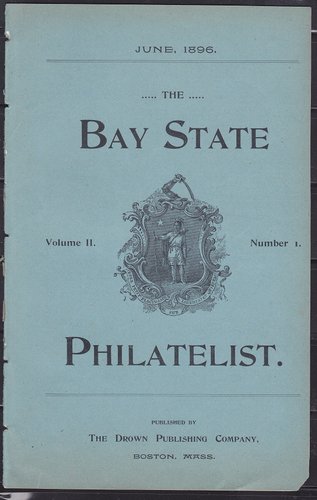 JUNE, 1896.
..... THE .....
BAY STATE
Volume II.
Number 1.
PHILATELIST.
PUBLISHED BY
THE DROWN PUBLISHING COMPANY,
BOSTON, MASS.